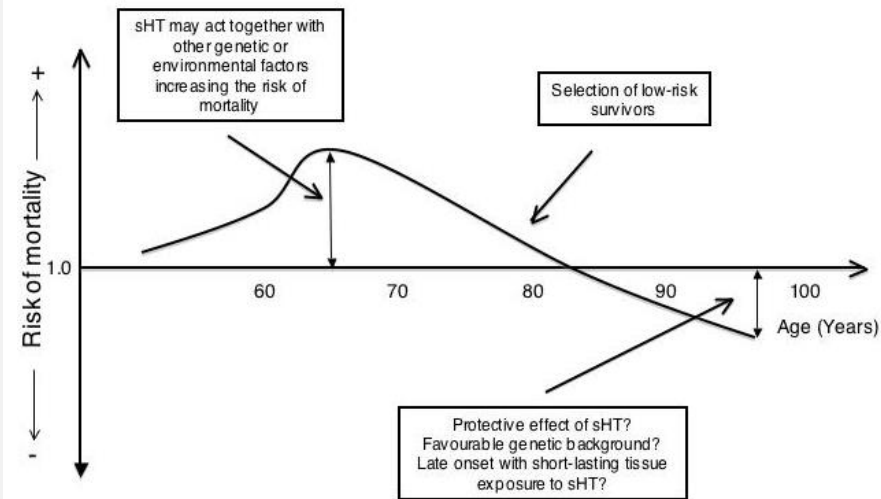 sHT may act together with
other genetic or
environmental factors
increasing the risk of
mortality
Selection of low-risk
survivors
+
Risk of mortality
-
1.0
60 70 80 90 100
Age (Years)
Protective effect of sHT?
Favourable genetic background?
Late onset with short-lasting tissue
exposure to sHT?